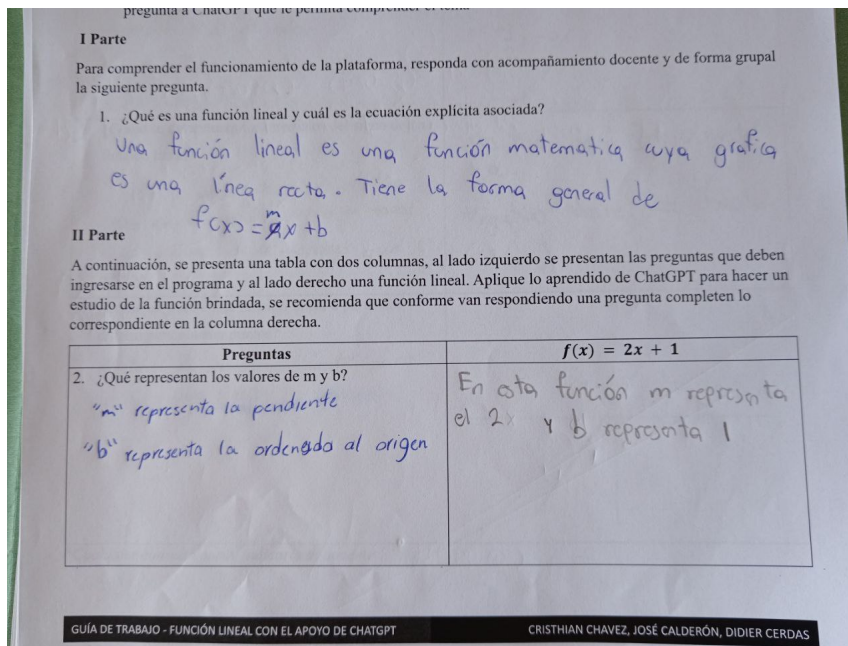 pregunta a ChatGPT que le permita comprender el tema
I Parte
Para comprender el funcionamiento de la plataforma, responda con acompañamiento docente y de forma grupal
la siguiente pregunta.
1. ¿Qué es una función lineal y cuál es la ecuación explícita asociada?
Una función lineal es una función matematica cuya grafica
es una línea recta. Tiene la forma general de
f(x) = mx + b
II Parte
A continuación, se presenta una tabla con dos columnas, al lado izquierdo se presentan las preguntas que deben
ingresarse en el programa y al lado derecho una función lineal. Aplique lo aprendido de ChatGPT para hacer un
estudio de la función brindada, se recomienda que conforme van respondiendo una pregunta completen lo
correspondiente en la columna derecha.
Preguntas
2. ¿Qué representan los valores de m y b?
"m" representa la pendiente
"b" representa la ordenada al origen
f(x) = 2x + 1
En esta función m representa
el 2x y b representa 1
GUÍA DE TRABAJO - FUNCIÓN LINEAL CON EL APOYO DE CHATGPT
CRISTHIAN CHAVEZ, JOSÉ CALDERÓN, DIDIER CERDAS